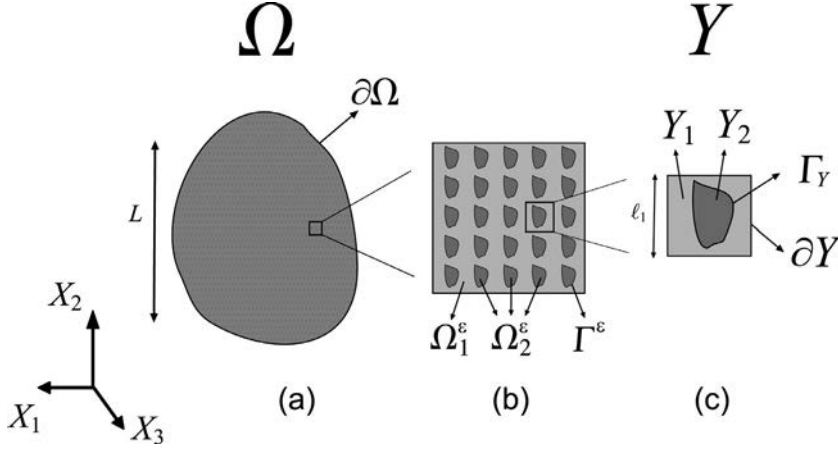 Ω
Y
∂Ω
L
X₂
X₁
X₃
(a)
Ω₁^ε
Ω₂^ε
Γ^ε
(b)
Y₁
Y₂
Γ_Y
ℓ₁
∂Y
(c)